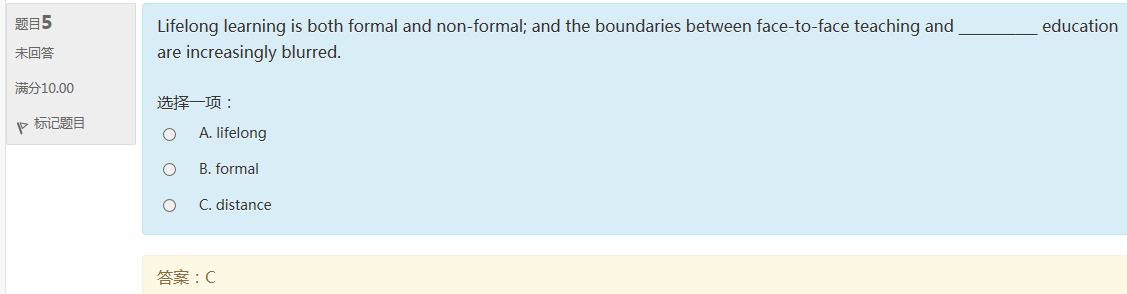 题目5
未回答
满分10.00
标记题目
Lifelong learning is both formal and non-formal; and the boundaries between face-to-face teaching and __________ education
are increasingly blurred.
选择一项：
A. lifelong
B. formal
C. distance
答案：C